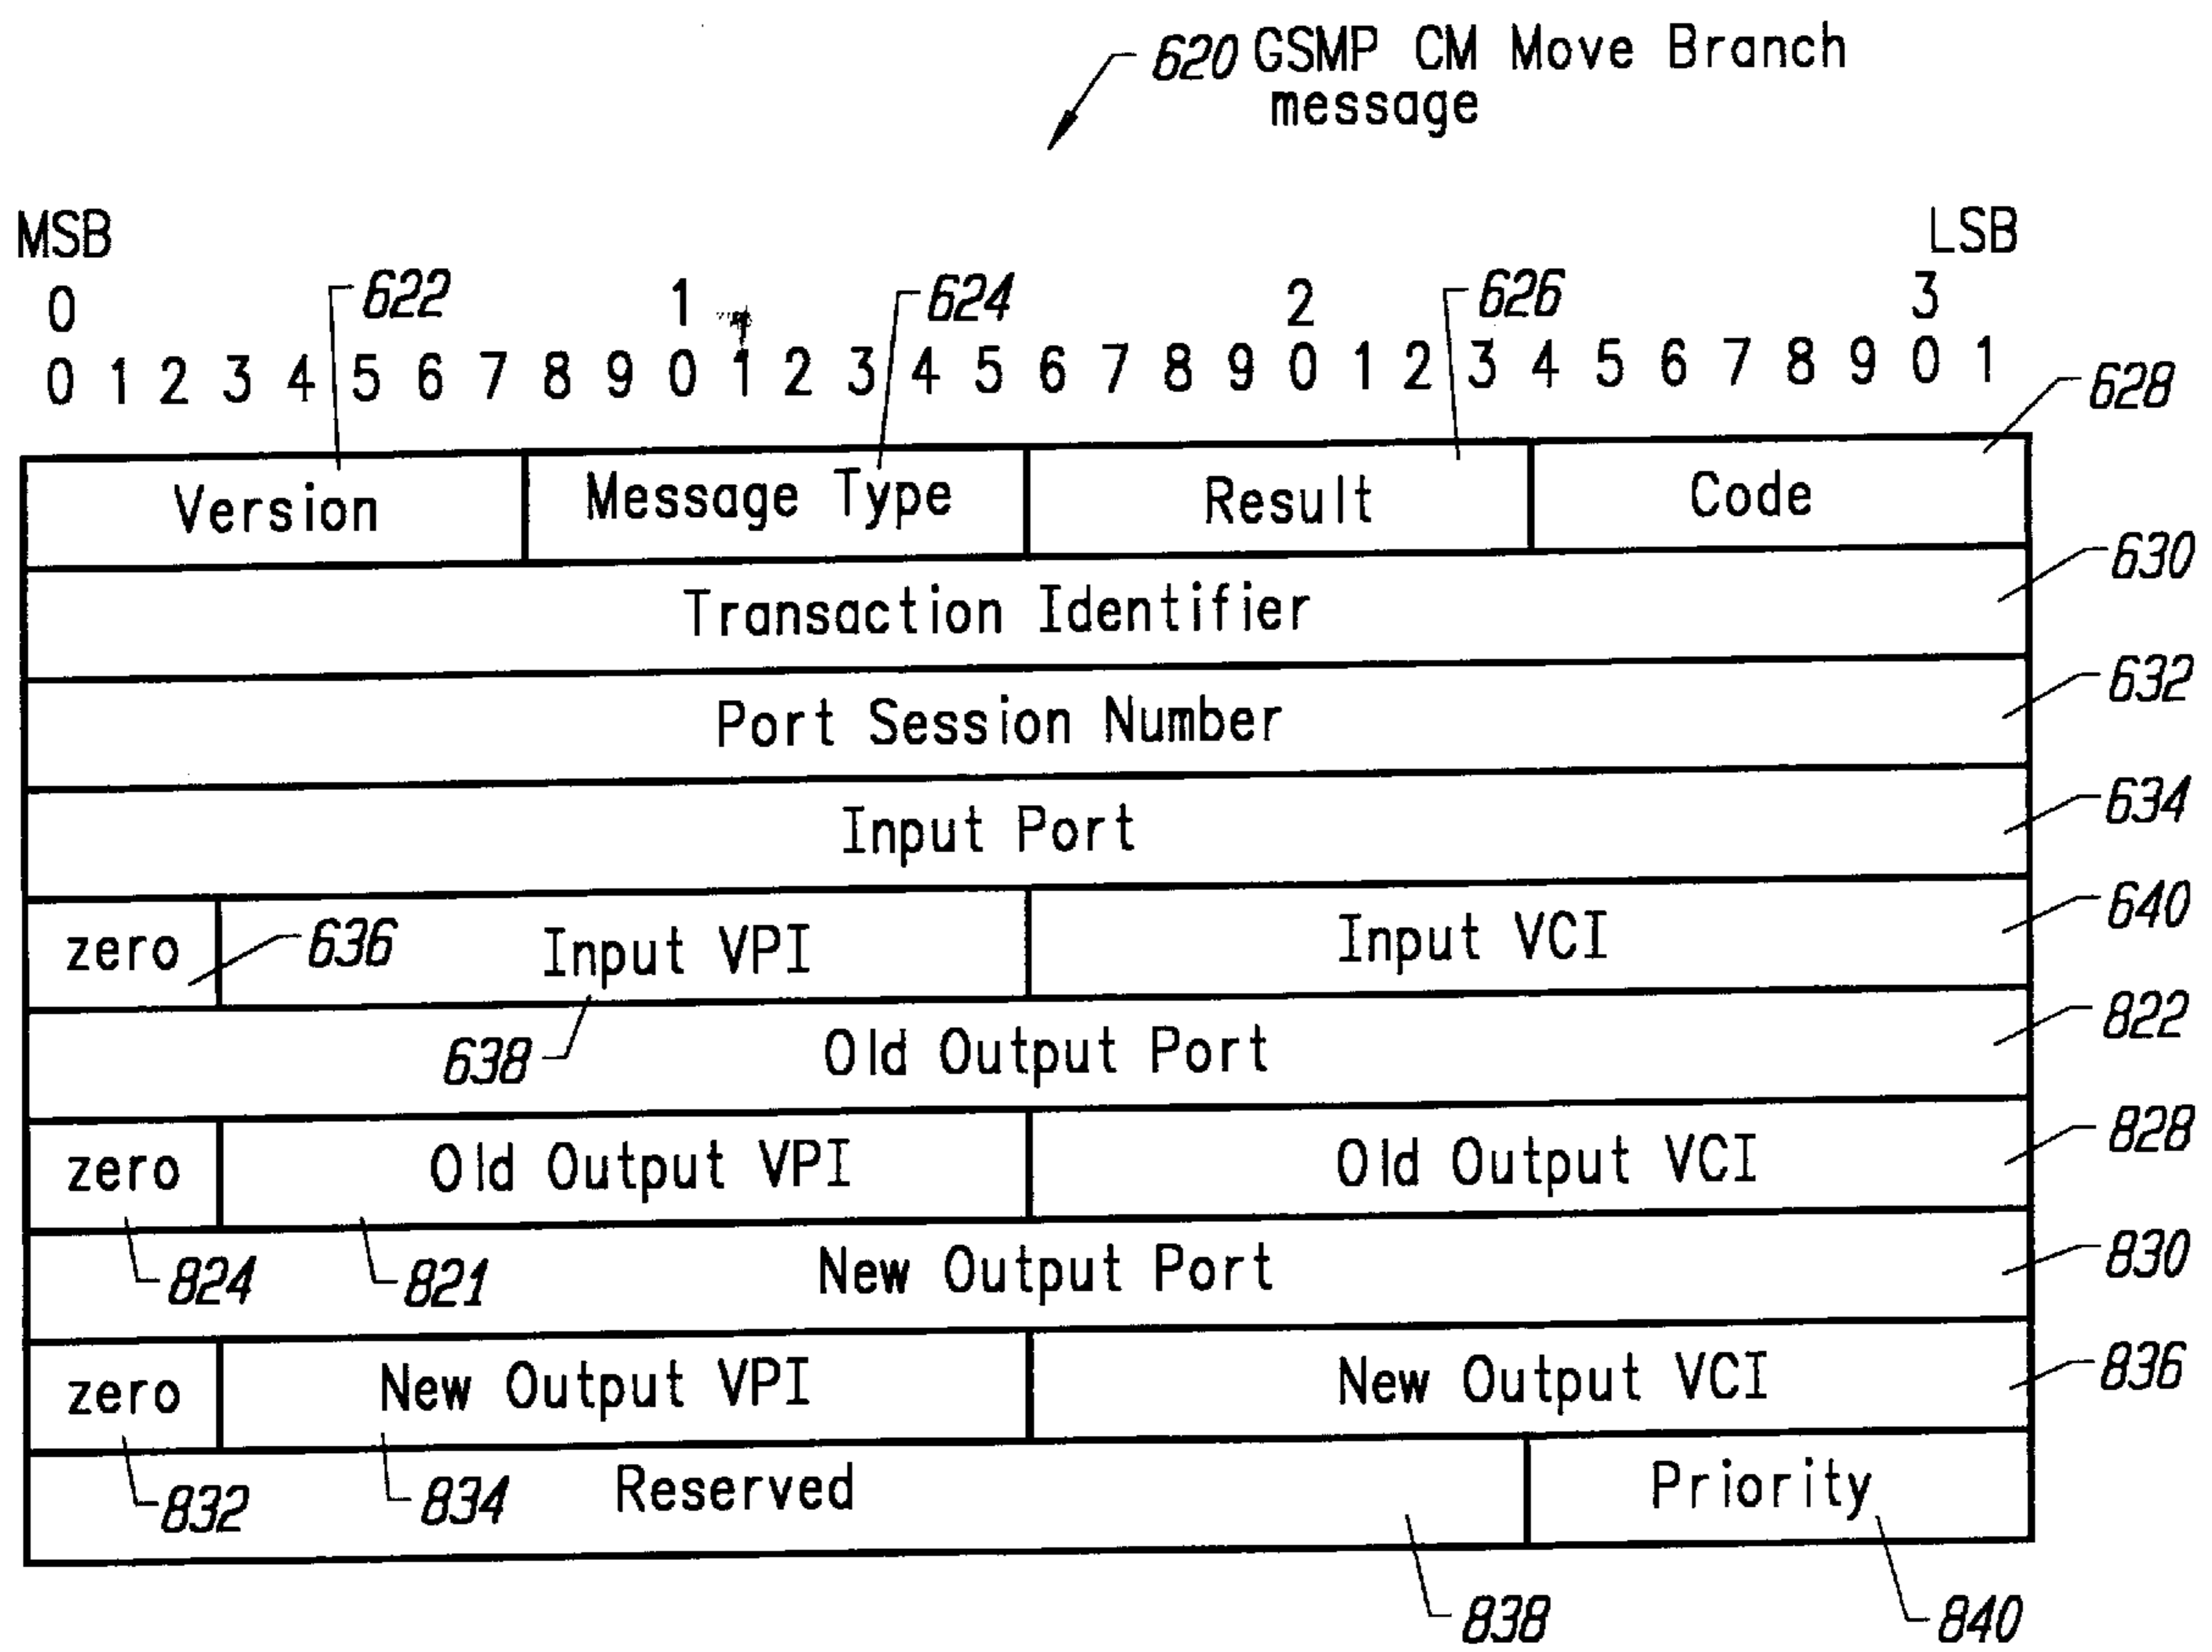 620 GSMP CM Move Branch
message
MSB LSB
0 622 1 624 2 626 3
0 1 2 3 4 5 6 7 8 9 0 1 2 3 4 5 6 7 8 9 0 1 2 3 4 5 6 7 8 9 0 1
628
Version Message Type Result Code
630
Transaction Identifier
632
Port Session Number
634
Input Port
zero 636 Input VPI Input VCI 640
638 Old Output Port 822
zero Old Output VPI Old Output VCI 828
824 821 New Output Port 830
zero New Output VPI New Output VCI 836
832 834 Reserved Priority
838 840